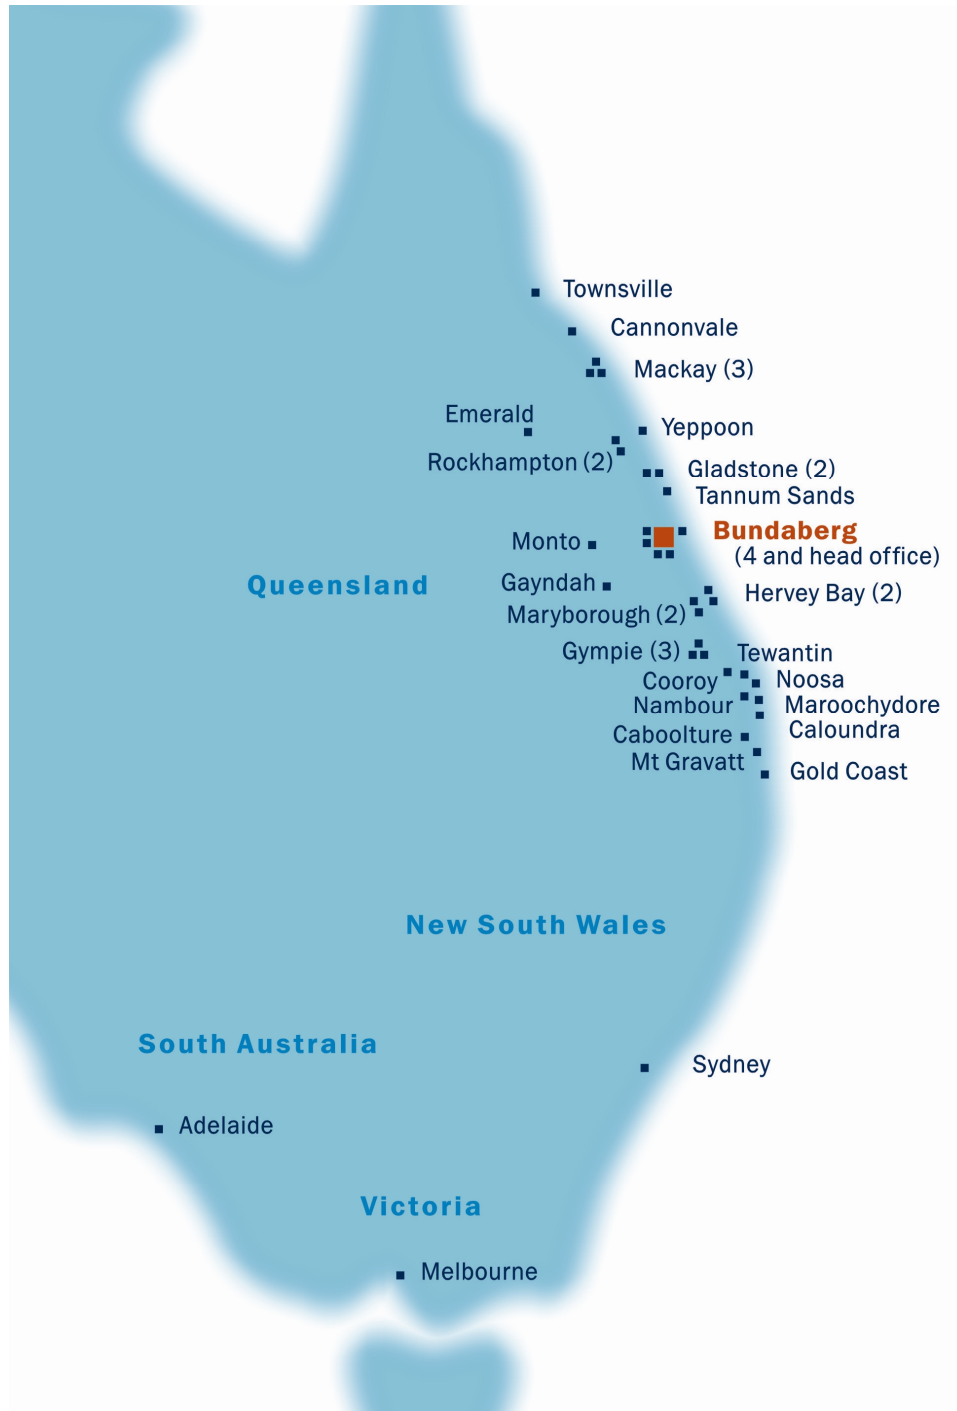 Townsville
Cannonvale
Mackay (3)
Emerald
Yeppoon
Rockhampton (2)
Gladstone (2)
Tannum Sands
Bundaberg
(4 and head office)
Monto
Queensland
Gayndah
Hervey Bay (2)
Maryborough (2)
Gympie (3)
Tewantin
Cooroy
Noosa
Nambour
Maroochydore
Caloundra
Caboolture
Mt Gravatt
Gold Coast
New South Wales
South Australia
Sydney
Adelaide
Victoria
Melbourne